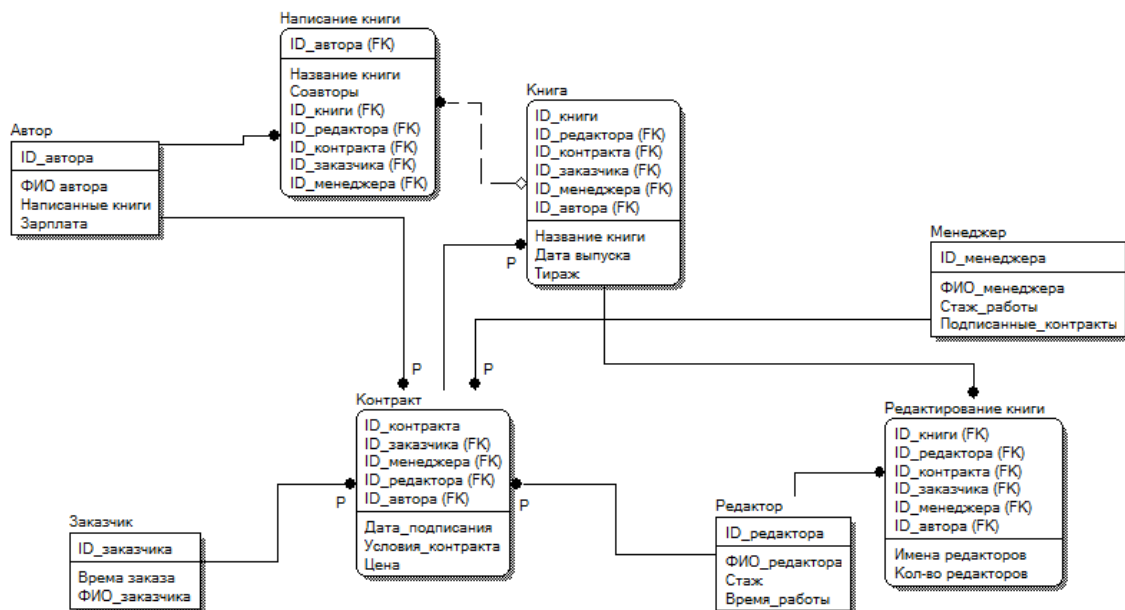 Написание книги
ID_автора (FK)
Название книги
Соавторы
ID_книги (FK)
ID_редактора (FK)
ID_контракта (FK)
ID_заказчика (FK)
ID_менеджера (FK)
Автор
ID_автора
ФИО автора
Написанные книги
Зарплата
Книга
ID_книги
ID_редактора (FK)
ID_контракта (FK)
ID_заказчика (FK)
ID_менеджера (FK)
ID_автора (FK)
Название книги
Дата выпуска
Тираж
P
Менеджер
ID_менеджера
ФИО_менеджера
Стаж_работы
Подписанные_контракты
P
P
Контракт
ID_контракта
ID_заказчика (FK)
ID_менеджера (FK)
ID_редактора (FK)
ID_автора (FK)
Дата_подписания
Условия_контракта
Цена
P
P
Редактирование книги
ID_книги (FK)
ID_редактора (FK)
ID_контракта (FK)
ID_заказчика (FK)
ID_менеджера (FK)
ID_автора (FK)
Имена редакторов
Кол-во редакторов
Заказчик
ID_заказчика
Врема заказа
ФИО_заказчика
Редактор
ID_редактора
ФИО_редактора
Стаж
Время_работы